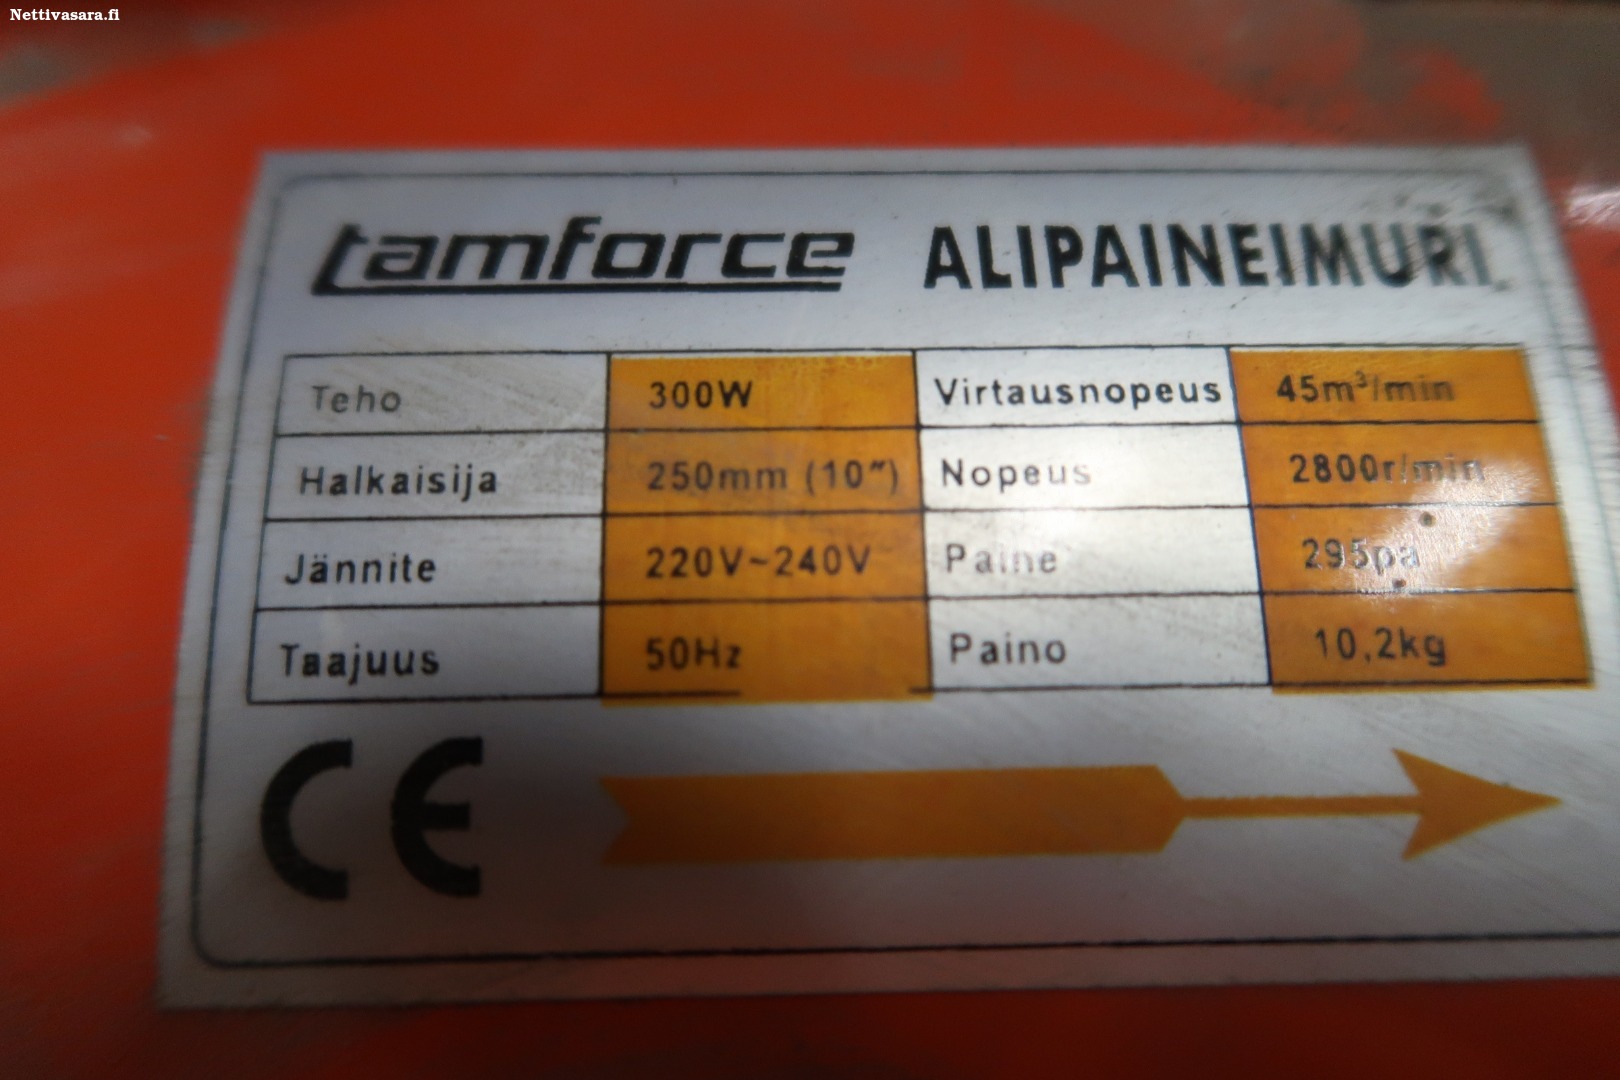 Nettivasara.fi
tamforce ALIPAINEIMURI
Teho 300W Virtausnopeus 45m³/min
Halkaisija 250mm (10″) Nopeus 2800r/min
Jännite 220V~240V Paine 295pa
Taajuus 50Hz Paino 10,2kg
CE